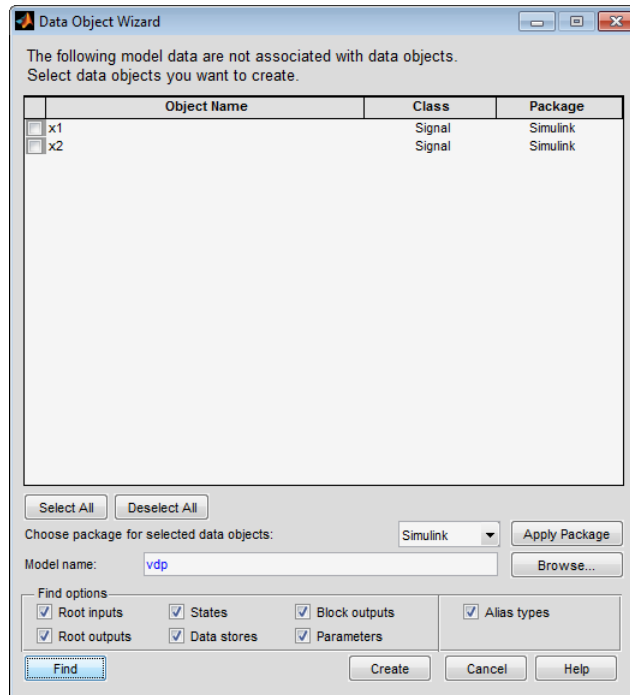 Data Object Wizard
The following model data are not associated with data objects.
Select data objects you want to create.
Object Name Class Package
x1 Signal Simulink
x2 Signal Simulink
Select All Deselect All
Choose package for selected data objects: Simulink Apply Package
Model name: vdp Browse...
Find options
Root inputs States Block outputs Alias types
Root outputs Data stores Parameters
Find Create Cancel Help